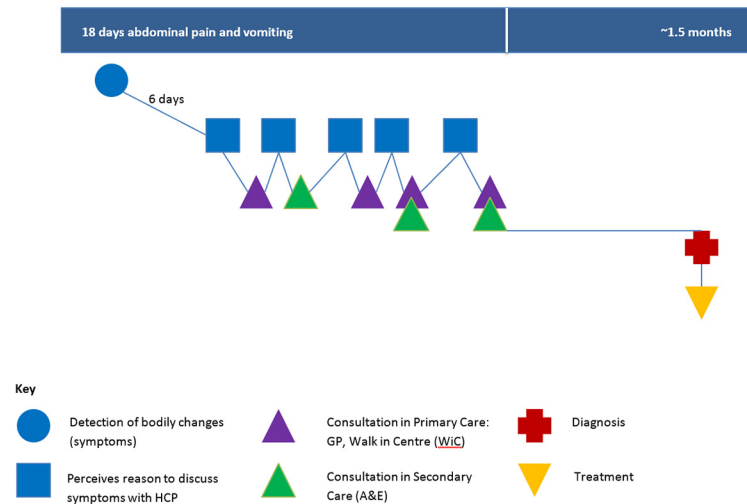 18 days abdominal pain and vomiting
~1.5 months
6 days
Key
Detection of bodily changes
(symptoms)
Consultation in Primary Care:
GP, Walk in Centre (WiC)
Diagnosis
Perceives reason to discuss
symptoms with HCP
Consultation in Secondary
Care (A&E)
Treatment